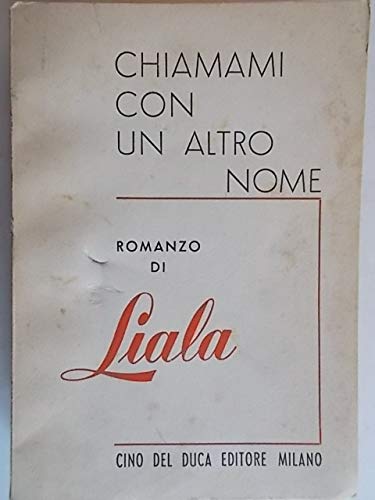 CHIAMAMI
CON
UN ALTRO
NOME
ROMANZO
DI
Liala
CINO DEL DUCA EDITORE MILANO